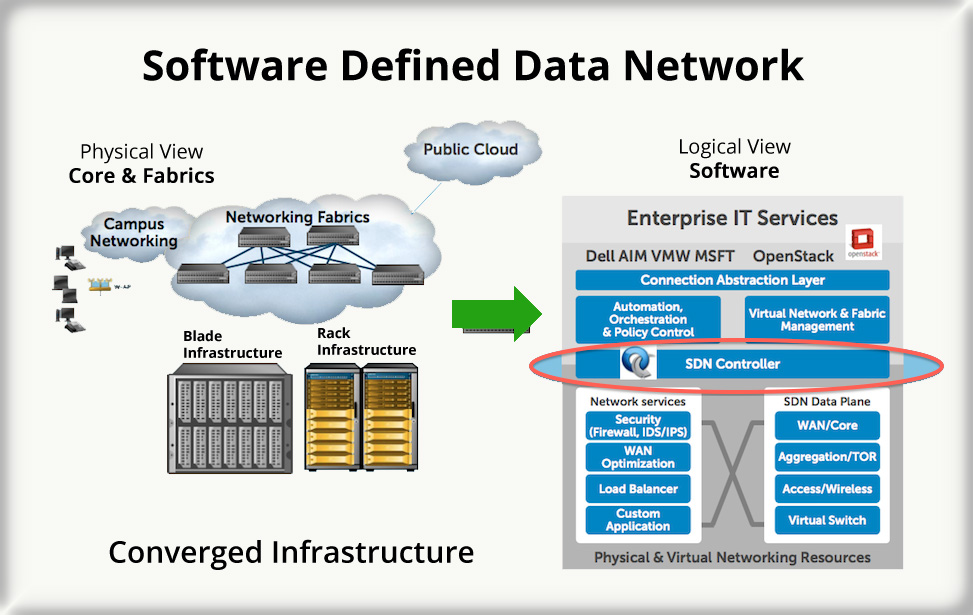 Software Defined Data Network
Physical View
Core & Fabrics
Public Cloud
Campus
Networking
Networking Fabrics
W-AP
Blade
Infrastructure
Rack
Infrastructure
Converged Infrastructure
Logical View
Software
Enterprise IT Services
openstack
Dell AIM VMW MSFT
OpenStack
Connection Abstraction Layer
Automation,
Orchestration
& Policy Control
Virtual Network & Fabric
Management
SDN Controller
Network services
Security
(Firewall, IDS/IPS)
WAN
Optimization
Load Balancer
Custom
Application
SDN Data Plane
WAN/Core
Aggregation/TOR
Access/Wireless
Virtual Switch
Physical & Virtual Networking Resources